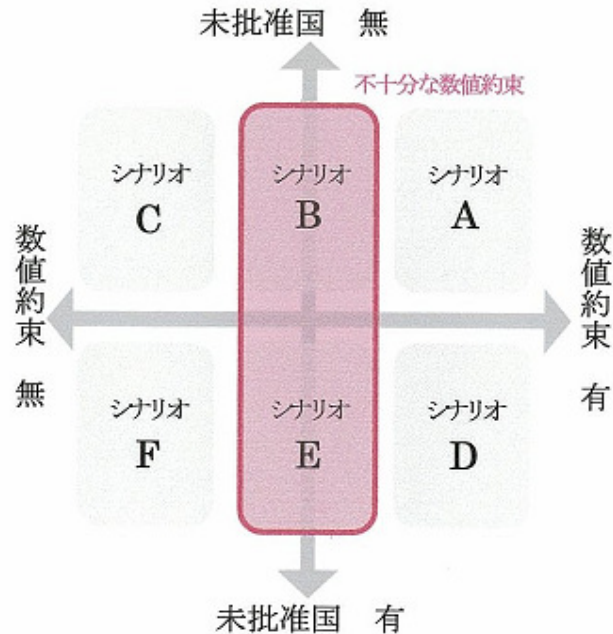 未批准国 無
不十分な数値約束
シナリオ
C
シナリオ
B
シナリオ
A
数値約束 無
数値約束 有
シナリオ
F
シナリオ
E
シナリオ
D
未批准国 有